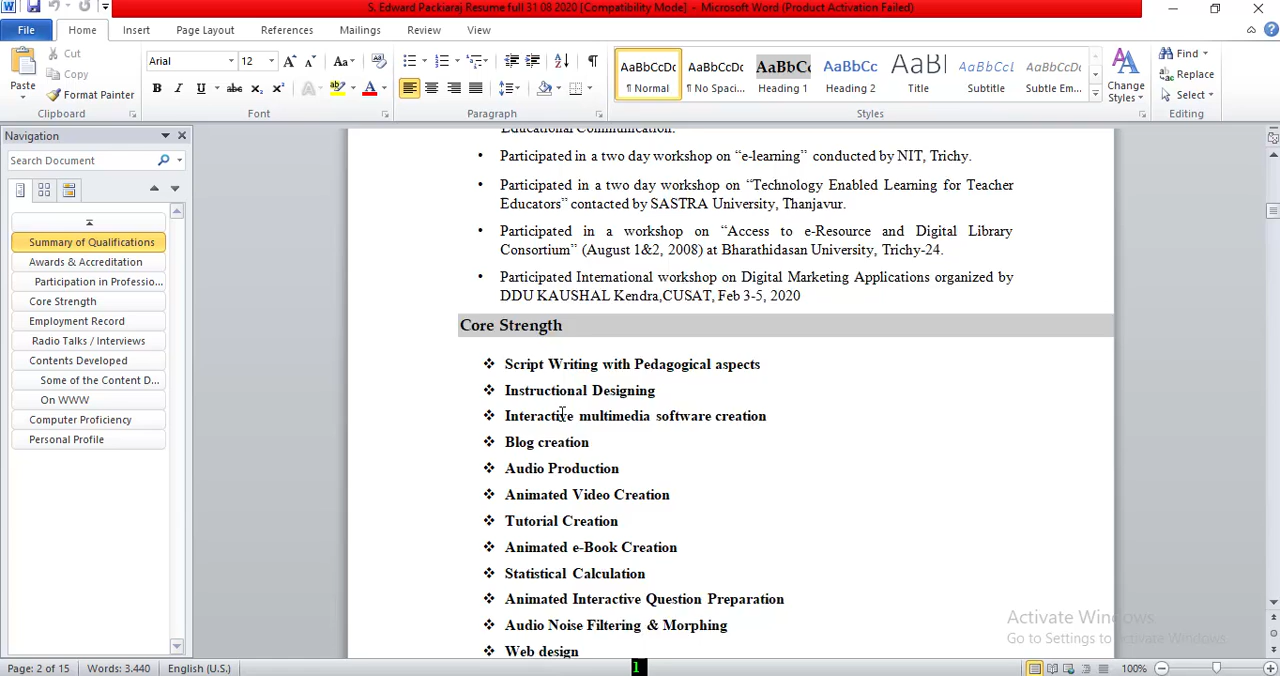 S. Edward Packiaraj Resume full 31 08 2020 [Compatibility Mode] - Microsoft Word (Product Activation Failed)
File Home Insert Page Layout References Mailings Review View
Paste
Cut
Copy
Format Painter
Clipboard
Arial 12
Font
Paragraph
AaBbCcDc AaBbCcDc AaBbCc AaBbCc AaBbI AaBbCcI AaBbCcDc
¶ Normal ¶ No Spaci... Heading 1 Heading 2 Title Subtitle Subtle Em...
Change
Styles
Styles
Find
Replace
Select
Editing
Navigation
Search Document
Summary of Qualifications
Awards & Accreditation
Participation in Professio...
Core Strength
Employment Record
Radio Talks / Interviews
Contents Developed
Some of the Content D...
On WWW
Computer Proficiency
Personal Profile
Educational Communication.
• Participated in a two day workshop on “e-learning” conducted by NIT, Trichy.
• Participated in a two day workshop on “Technology Enabled Learning for Teacher
Educators” contacted by SASTRA University, Thanjavur.
• Participated in a workshop on “Access to e-Resource and Digital Library
Consortium” (August 1&2, 2008) at Bharathidasan University, Trichy-24.
• Participated International workshop on Digital Marketing Applications organized by
DDU KAUSHAL Kendra,CUSAT, Feb 3-5, 2020
Core Strength
❖ Script Writing with Pedagogical aspects
❖ Instructional Designing
❖ Interactive multimedia software creation
❖ Blog creation
❖ Audio Production
❖ Animated Video Creation
❖ Tutorial Creation
❖ Animated e-Book Creation
❖ Statistical Calculation
❖ Animated Interactive Question Preparation
❖ Audio Noise Filtering & Morphing
❖ Web design
Activate Windows
Go to Settings to activate Windows.
Page: 2 of 15 Words: 3.440 English (U.S.) 1 100%